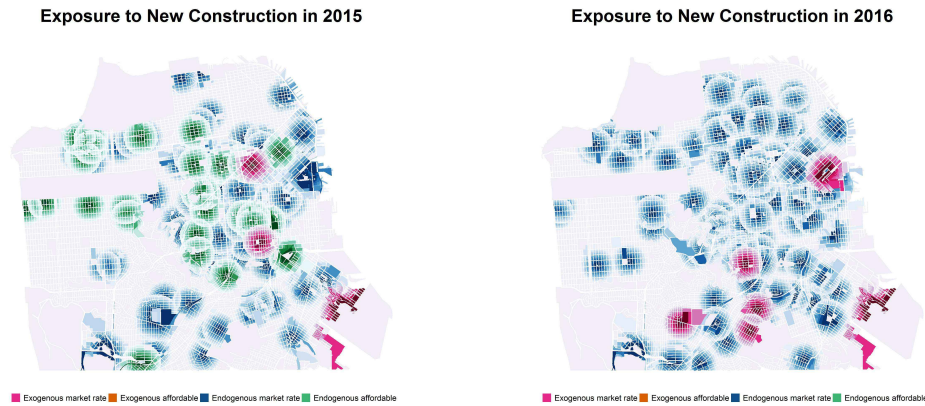 Exposure to New Construction in 2015
Exposure to New Construction in 2016
Exogenous market rate Exogenous affordable Endogenous market rate Endogenous affordable
Exogenous market rate Exogenous affordable Endogenous market rate Endogenous affordable